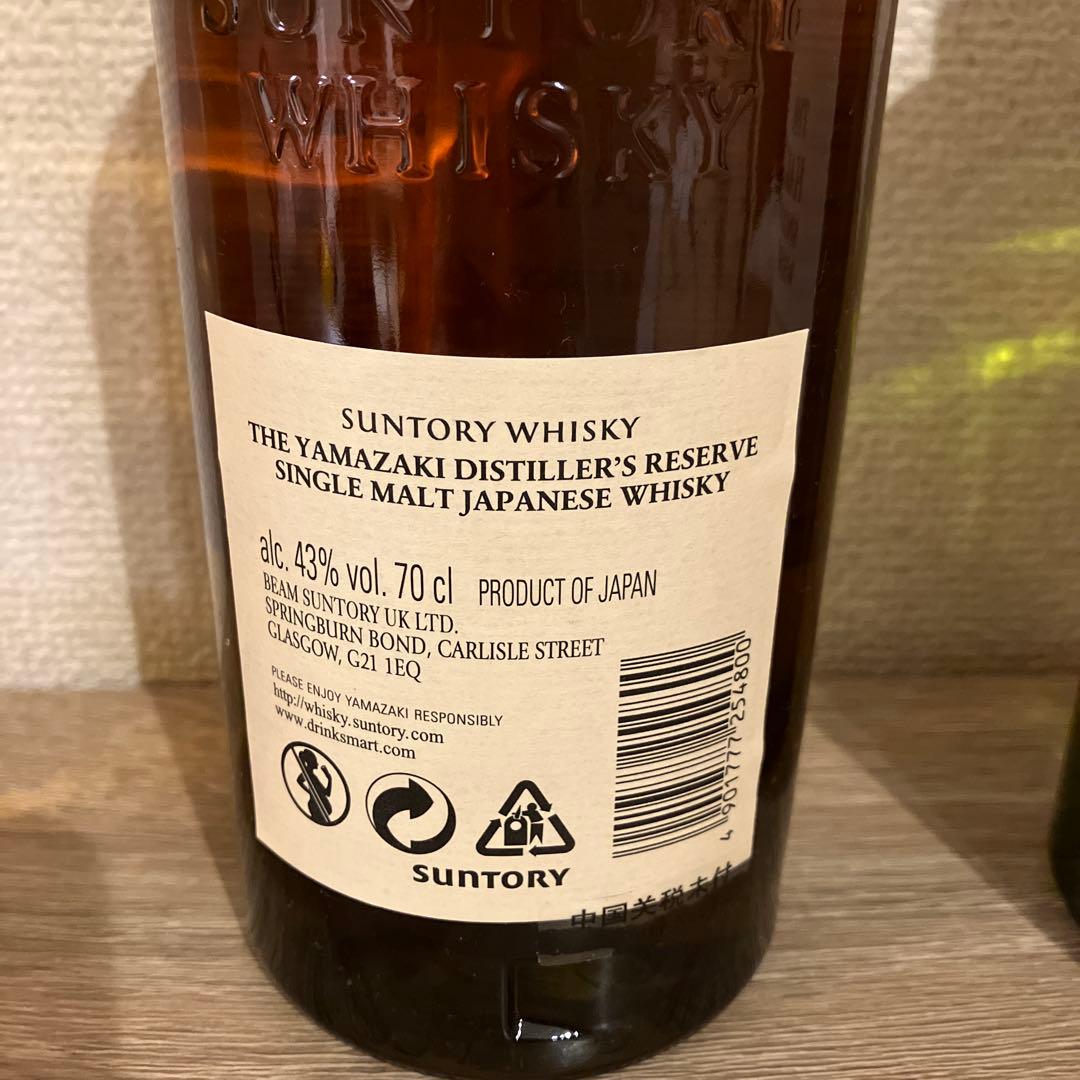 SUNTORY
WHISKY
SUNTORY WHISKY
THE YAMAZAKI DISTILLER'S RESERVE
SINGLE MALT JAPANESE WHISKY
alc. 43% vol. 70 cl PRODUCT OF JAPAN
BEAM SUNTORY UK LTD.
SPRINGBURN BOND, CARLISLE STREET
GLASGOW, G21 1EQ
PLEASE ENJOY YAMAZAKI RESPONSIBLY
http://whisky.suntory.com
www.drinksmart.com
4 901777 254800
SUNTORY
中国关税未付